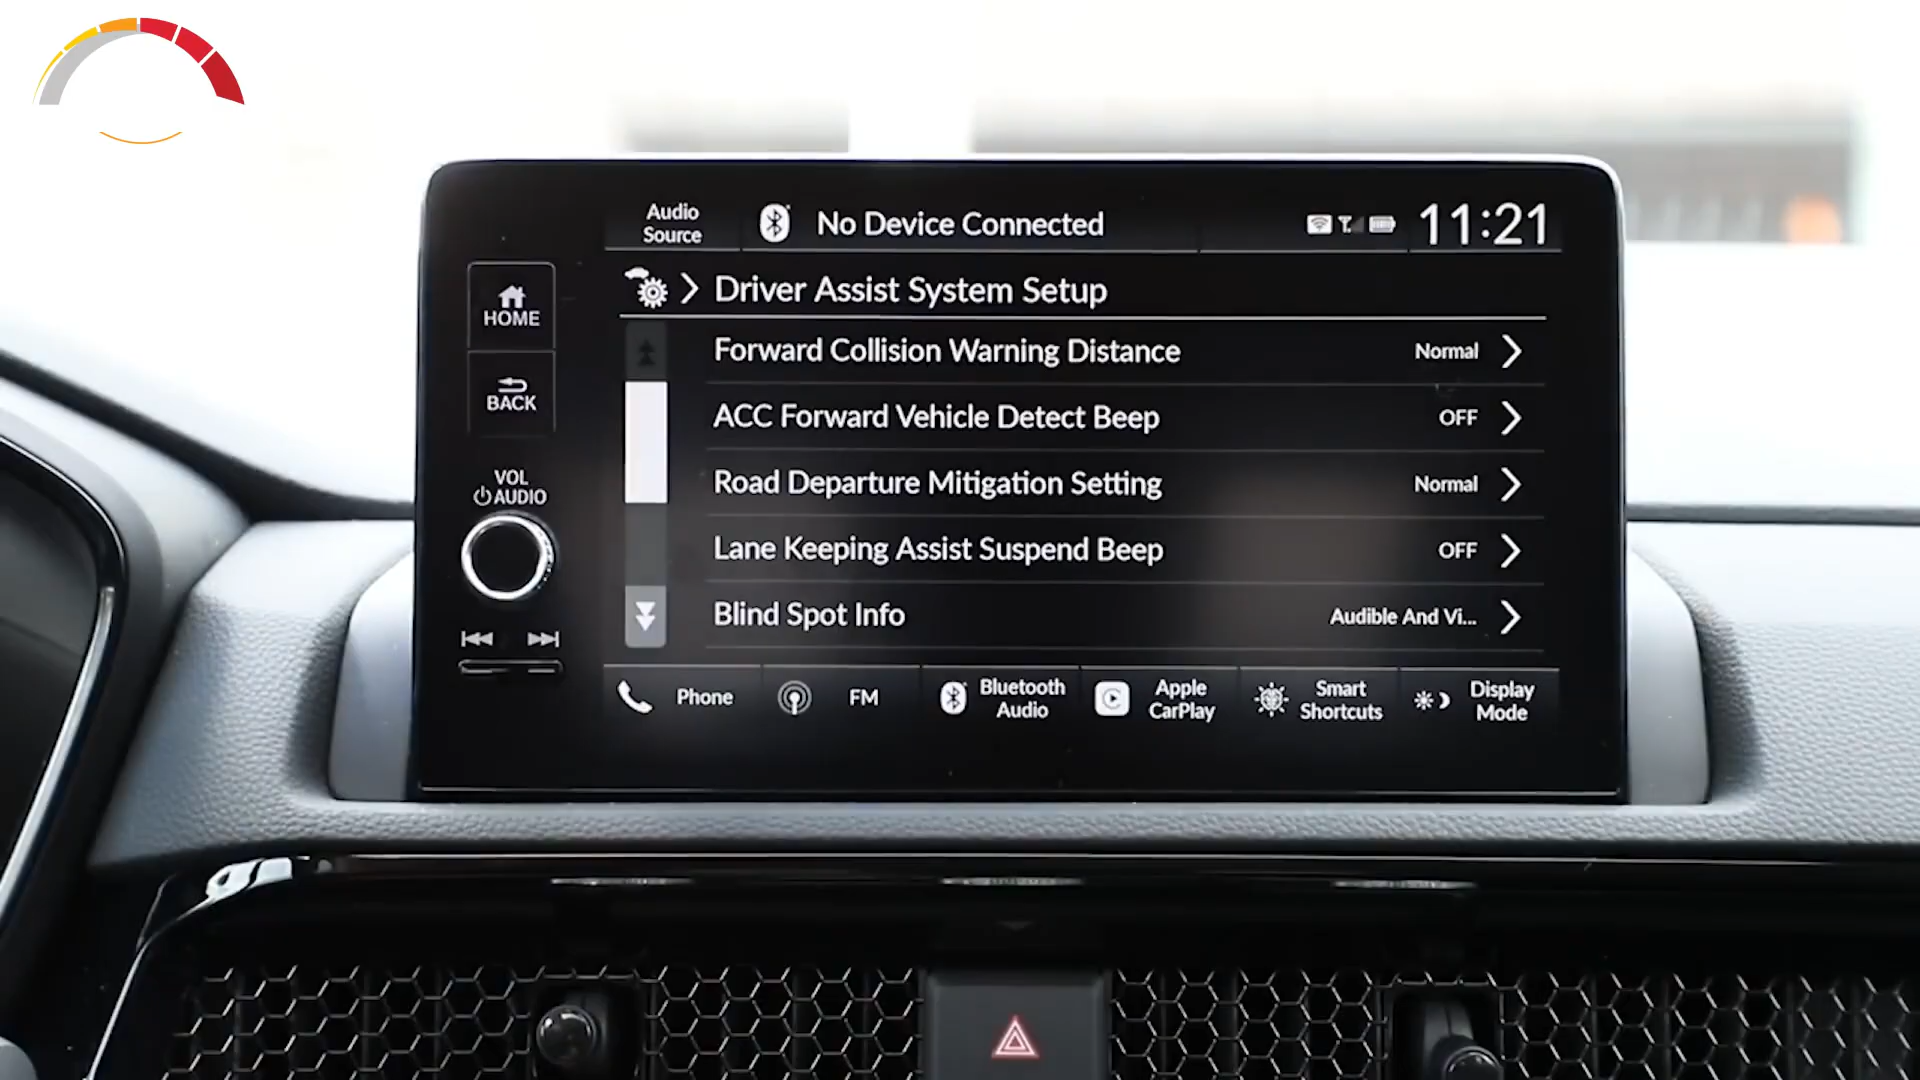 Audio
Source
No Device Connected
11:21
HOME
BACK
VOL
AUDIO
Driver Assist System Setup
Forward Collision Warning Distance
Normal
ACC Forward Vehicle Detect Beep
OFF
Road Departure Mitigation Setting
Normal
Lane Keeping Assist Suspend Beep
OFF
Blind Spot Info
Audible And Vi...
Phone
FM
Bluetooth
Audio
Apple
CarPlay
Smart
Shortcuts
Display
Mode